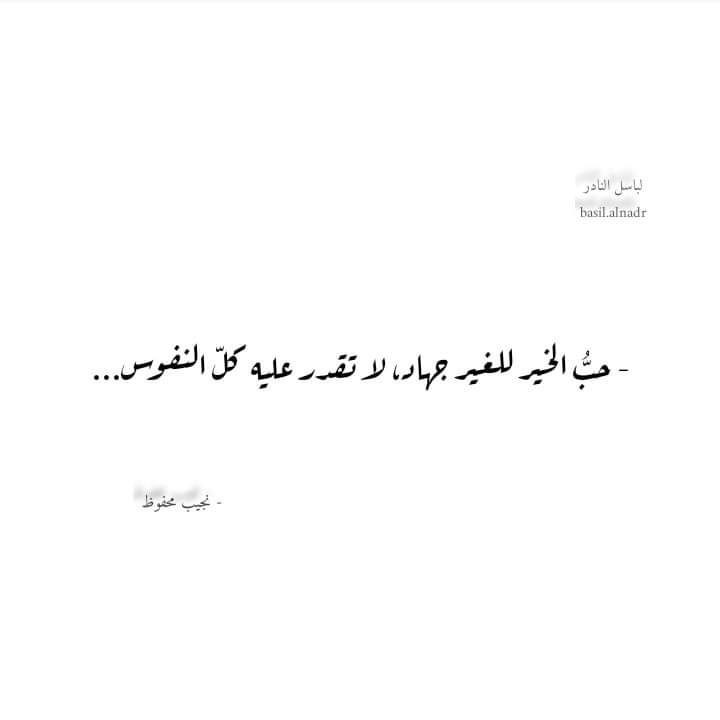 لباسل النادر
basil.alnadr
- حبُّ الخير للغير جهاد، لا تقدر عليه كلّ النفوس...
- نجيب محفوظ